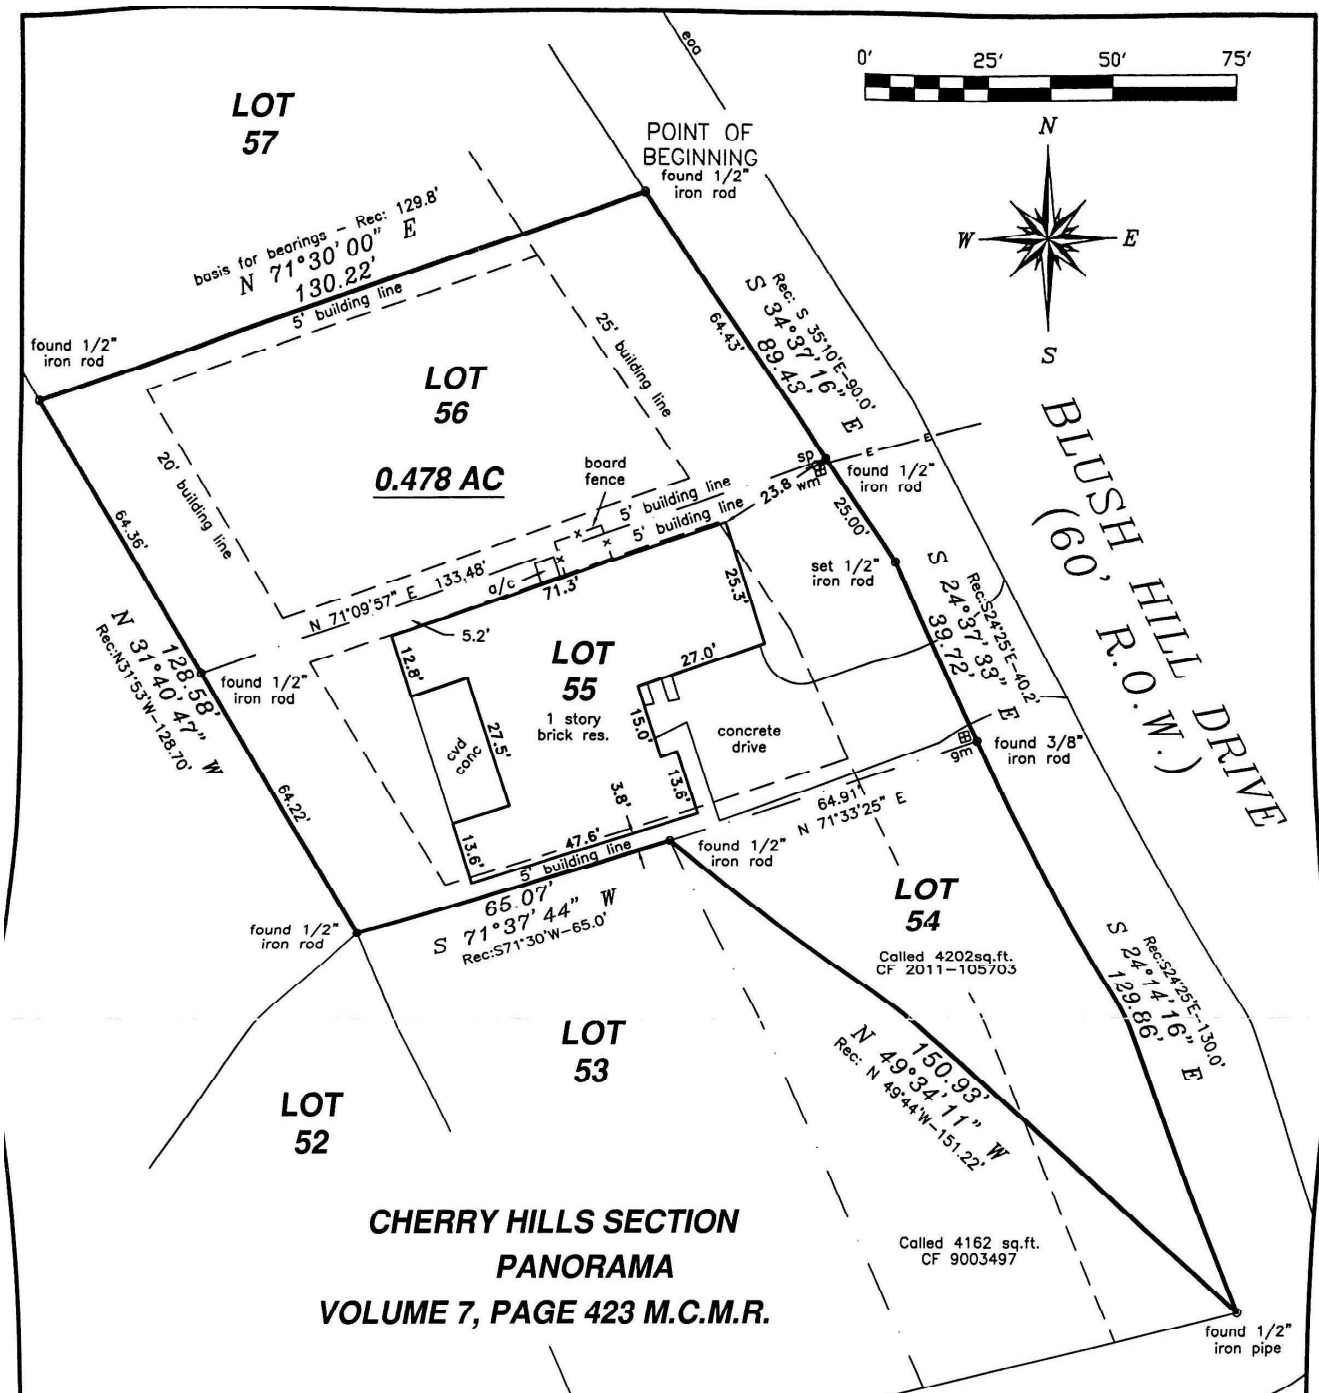 eoa
0' 25' 50' 75'
LOT
57
POINT OF
BEGINNING
found 1/2"
iron rod
N
W E
S
basis for bearings - Rec: 129.8'
N 71°30'00" E
130.22'
5' building line
found 1/2"
iron rod
25' building line
64.43'
Rec: S 35°10'E-90.0'
S 34°37'16" E
89.43'
LOT
56
0.478 AC
20' building line
board
fence
5' building line
5' building line
x
x
x
sp
wm
23.8
found 1/2"
iron rod
E
E
25.00'
BLUSH HILL DRIVE
(60' R.O.W.)
64.36'
N 71°09'57" E 133.48'
a/c
71.3'
5.2'
25.3'
set 1/2"
iron rod
Rec:S24°25'E-40.2'
S 24°37'33" E
39.72'
N 31°40'47" W
128.58'
Rec:N31°53'W-128.70'
found 1/2"
iron rod
12.8'
LOT
55
1 story
brick res.
27.0'
15.0'
concrete
drive
cvd
conc
27.5'
gm
found 3/8"
iron rod
64.22'
3.8'
13.6'
64.91'
N 71°33'25" E
13.6'
47.6'
5' building line
found 1/2"
iron rod
65.07'
S 71°37'44" W
Rec:S71°30'W-65.0'
found 1/2"
iron rod
LOT
54
Called 4202sq.ft.
CF 2011-105703
Rec:S24°25'E-130.0'
S 24°14'16" E
129.86'
LOT
53
150.93'
N 49°34'11" W
Rec: N 49°44'W-151.22'
LOT
52
CHERRY HILLS SECTION
PANORAMA
VOLUME 7, PAGE 423 M.C.M.R.
Called 4162 sq.ft.
CF 9003497
found 1/2"
iron pipe